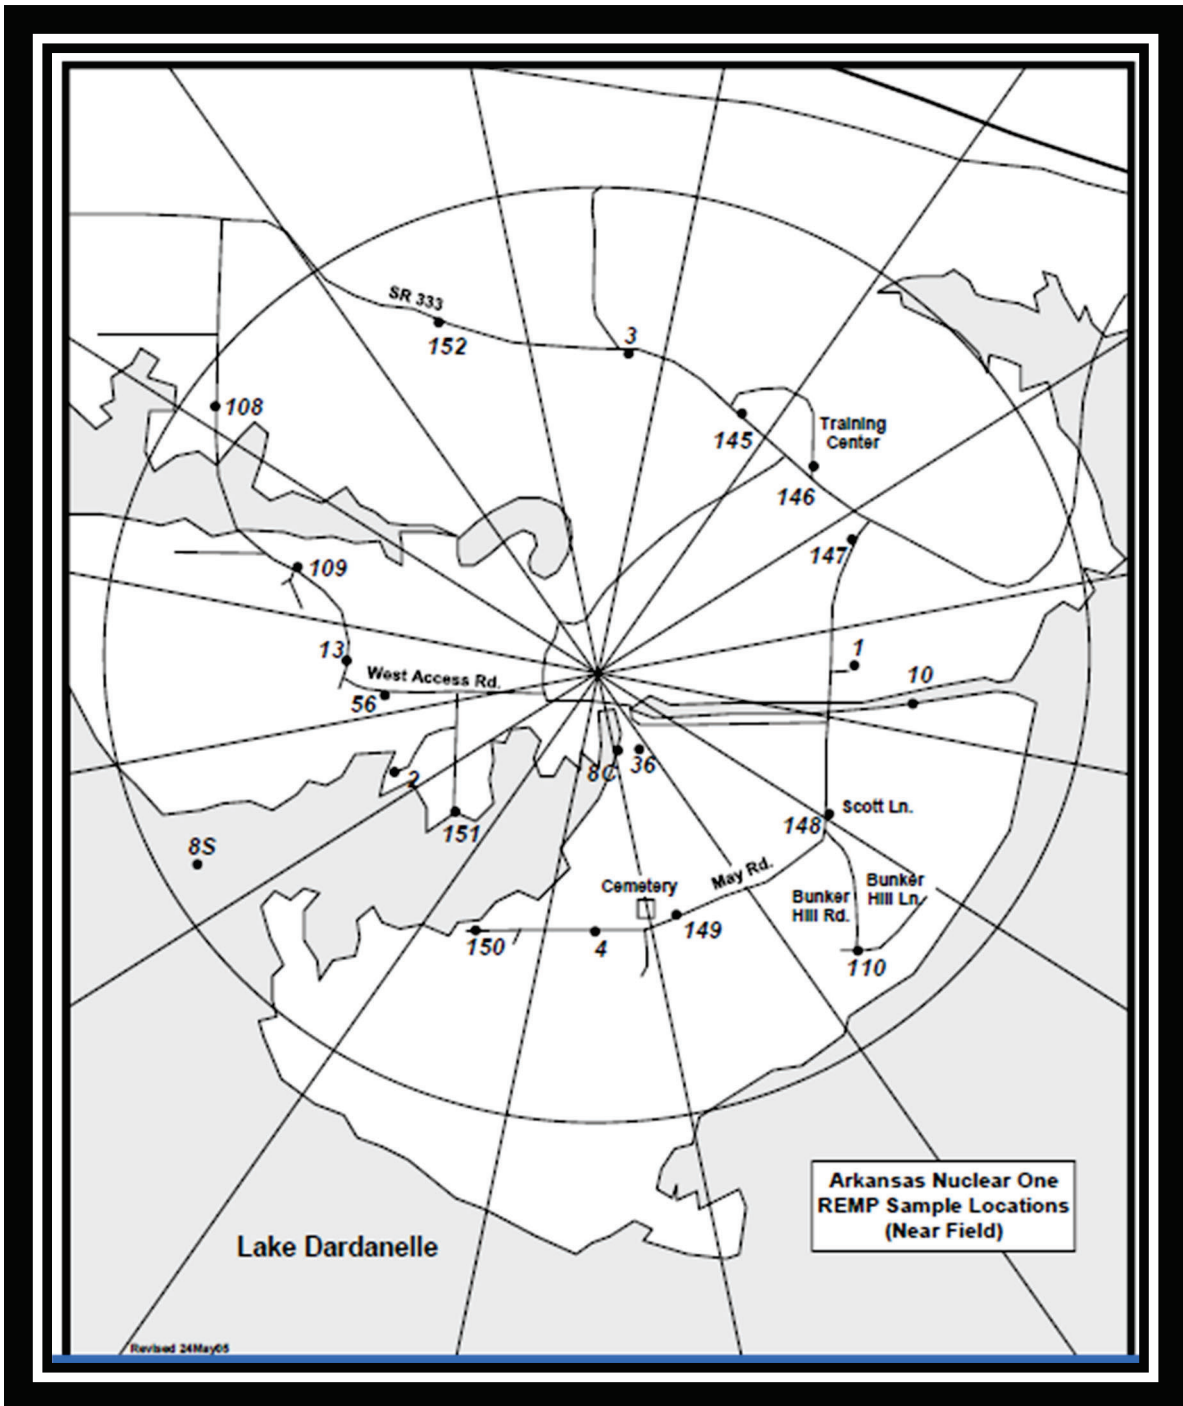 SR 333
152
3
108
145
Training
Center
146
147
109
13
West Access Rd.
56
1
10
2
8C
36
151
8S
148
Scott Ln.
Cemetery
May Rd.
Bunker
Hill Ln.
Bunker
Hill Rd.
150
4
149
110
Arkansas Nuclear One
REMP Sample Locations
(Near Field)
Lake Dardanelle
Revised 24May05